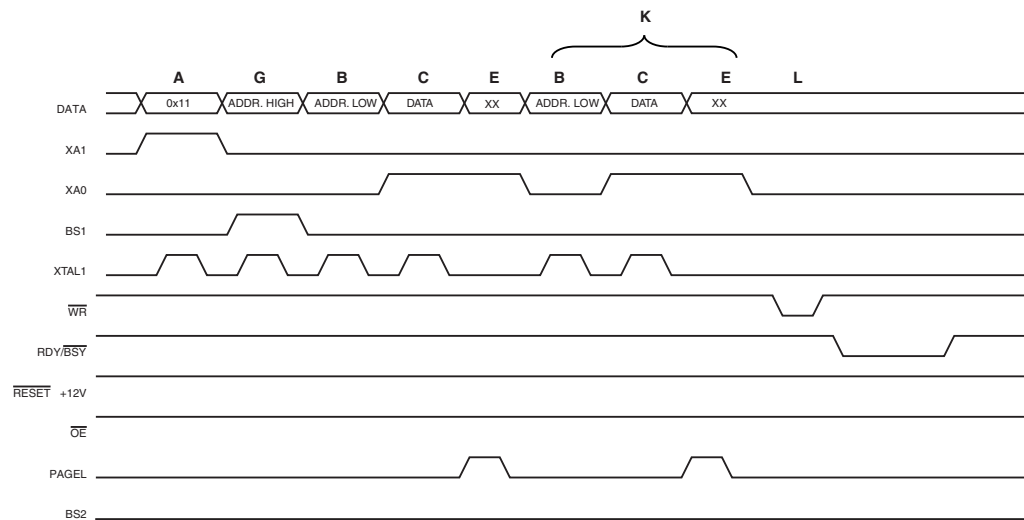 K
A G B C E B C E L
DATA 0x11 ADDR. HIGH ADDR. LOW DATA XX ADDR. LOW DATA XX
XA1
XA0
BS1
XTAL1
WR
RDY/BSY
RESET +12V
OE
PAGEL
BS2